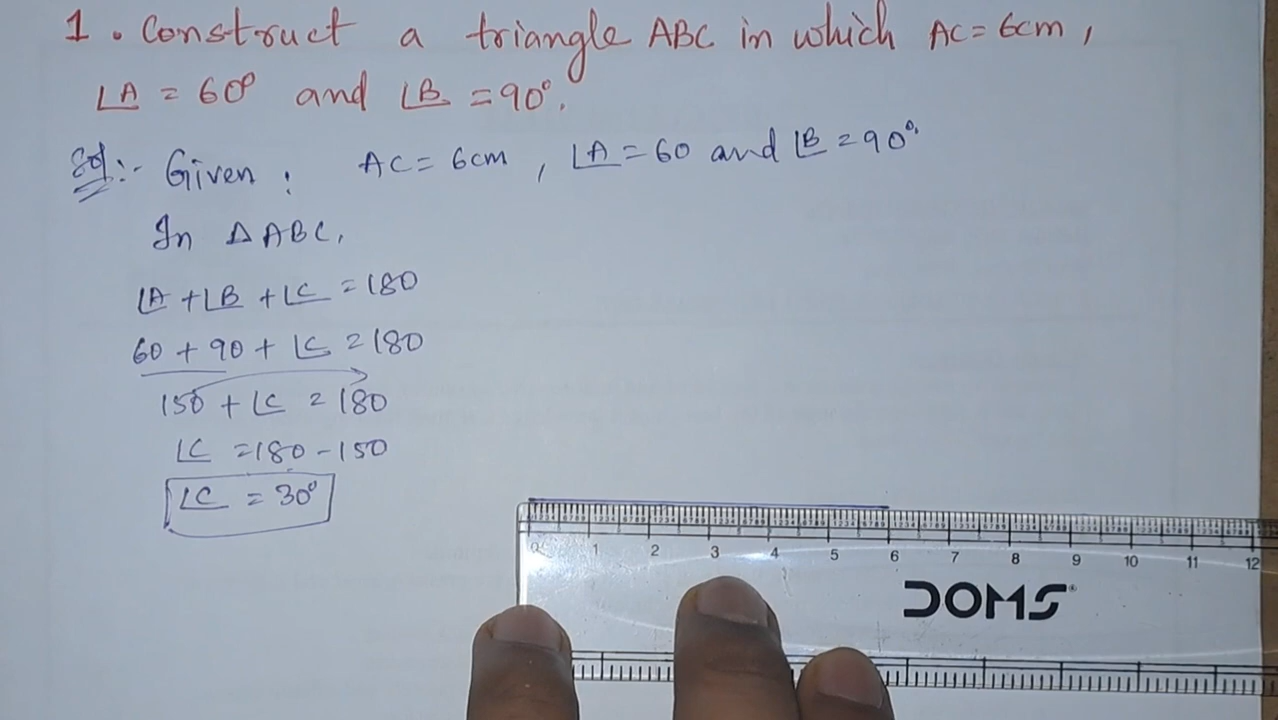 1. Construct a triangle ABC in which AC = 6cm,
∠A = 60° and ∠B = 90°.
Sol:- Given : AC = 6cm, ∠A = 60 and ∠B = 90°.
In △ABC,
∠A + ∠B + ∠C = 180
60 + 90 + ∠C = 180
150 + ∠C = 180
∠C = 180 - 150
∠C = 30°
0 1 2 3 4 5 6 7 8 9 10 11 12
DOMS